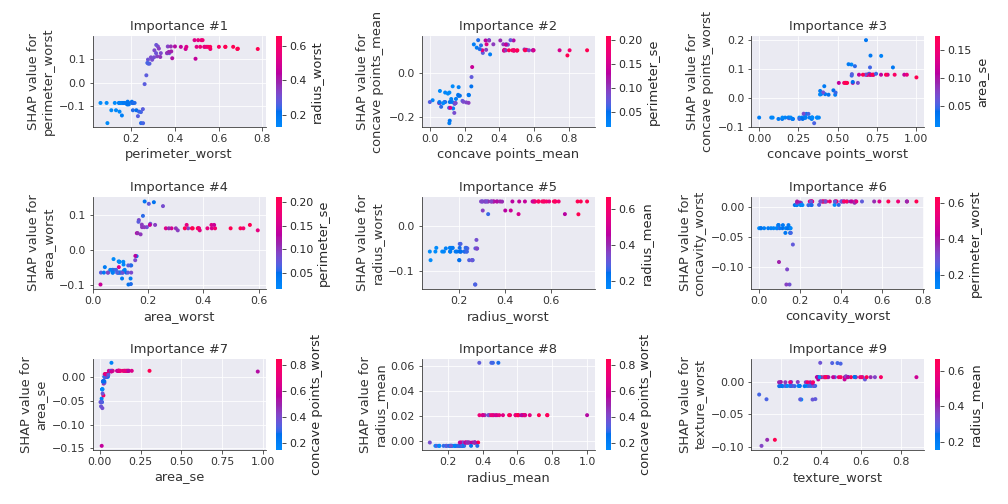 Importance #1
SHAP value for
perimeter_worst
0.1
0.0
−0.1
0.2
0.4
0.6
0.8
perimeter_worst
0.6
0.4
0.2
radius_worst
Importance #2
SHAP value for
concave points_mean
0.0
−0.2
0.0
0.2
0.4
0.6
0.8
concave points_mean
0.20
0.15
0.10
0.05
perimeter_se
Importance #3
SHAP value for
concave points_worst
0.2
0.1
0.0
−0.1
0.00
0.25
0.50
0.75
1.00
concave points_worst
0.15
0.10
0.05
area_se
Importance #4
SHAP value for
area_worst
0.1
0.0
−0.1
0.0
0.2
0.4
0.6
area_worst
0.20
0.15
0.10
0.05
perimeter_se
Importance #5
SHAP value for
radius_worst
0.0
−0.1
0.2
0.4
0.6
radius_worst
0.6
0.4
0.2
radius_mean
Importance #6
SHAP value for
concavity_worst
0.00
−0.05
−0.10
0.0
0.2
0.4
0.6
0.8
concavity_worst
0.6
0.4
0.2
perimeter_worst
Importance #7
SHAP value for
area_se
0.00
−0.05
−0.10
−0.15
0.00
0.25
0.50
0.75
1.00
area_se
0.8
0.6
0.4
0.2
concave points_worst
Importance #8
SHAP value for
radius_mean
0.06
0.04
0.02
0.00
0.2
0.4
0.6
0.8
1.0
radius_mean
0.8
0.6
0.4
0.2
concave points_worst
Importance #9
SHAP value for
texture_worst
0.00
−0.05
−0.10
0.2
0.4
0.6
0.8
texture_worst
0.6
0.4
0.2
radius_mean